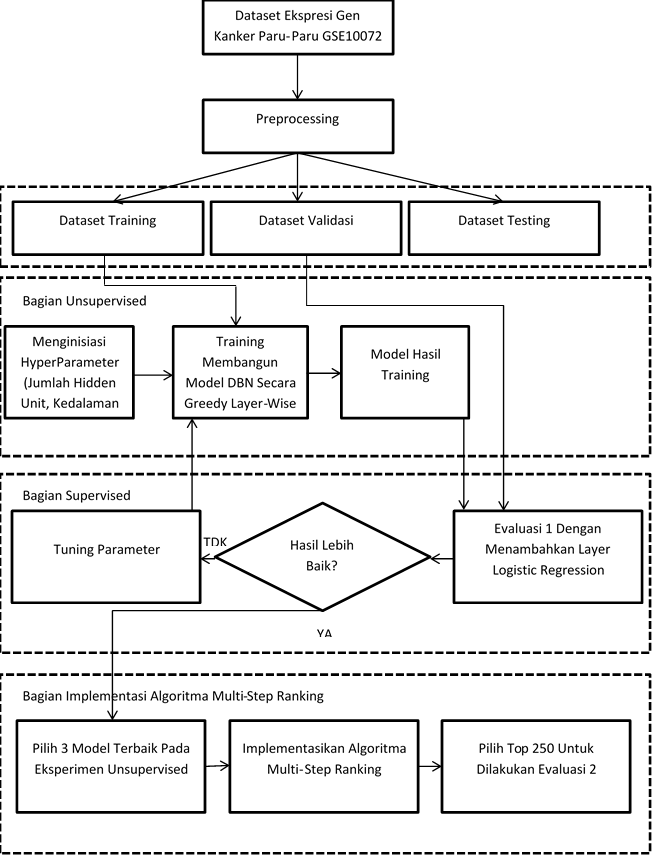 Dataset Ekspresi Gen
Kanker Paru-Paru GSE10072
Preprocessing
Dataset Training
Dataset Validasi
Dataset Testing
Bagian Unsupervised
Menginisiasi
HyperParameter
(Jumlah Hidden
Unit, Kedalaman
Training
Membangun
Model DBN Secara
Greedy Layer-Wise
Model Hasil
Training
Bagian Supervised
Tuning Parameter
TDK
Hasil Lebih
Baik?
Evaluasi 1 Dengan
Menambahkan Layer
Logistic Regression
YA
Bagian Implementasi Algoritma Multi-Step Ranking
Pilih 3 Model Terbaik Pada
Eksperimen Unsupervised
Implementasikan Algoritma
Multi-Step Ranking
Pilih Top 250 Untuk
Dilakukan Evaluasi 2